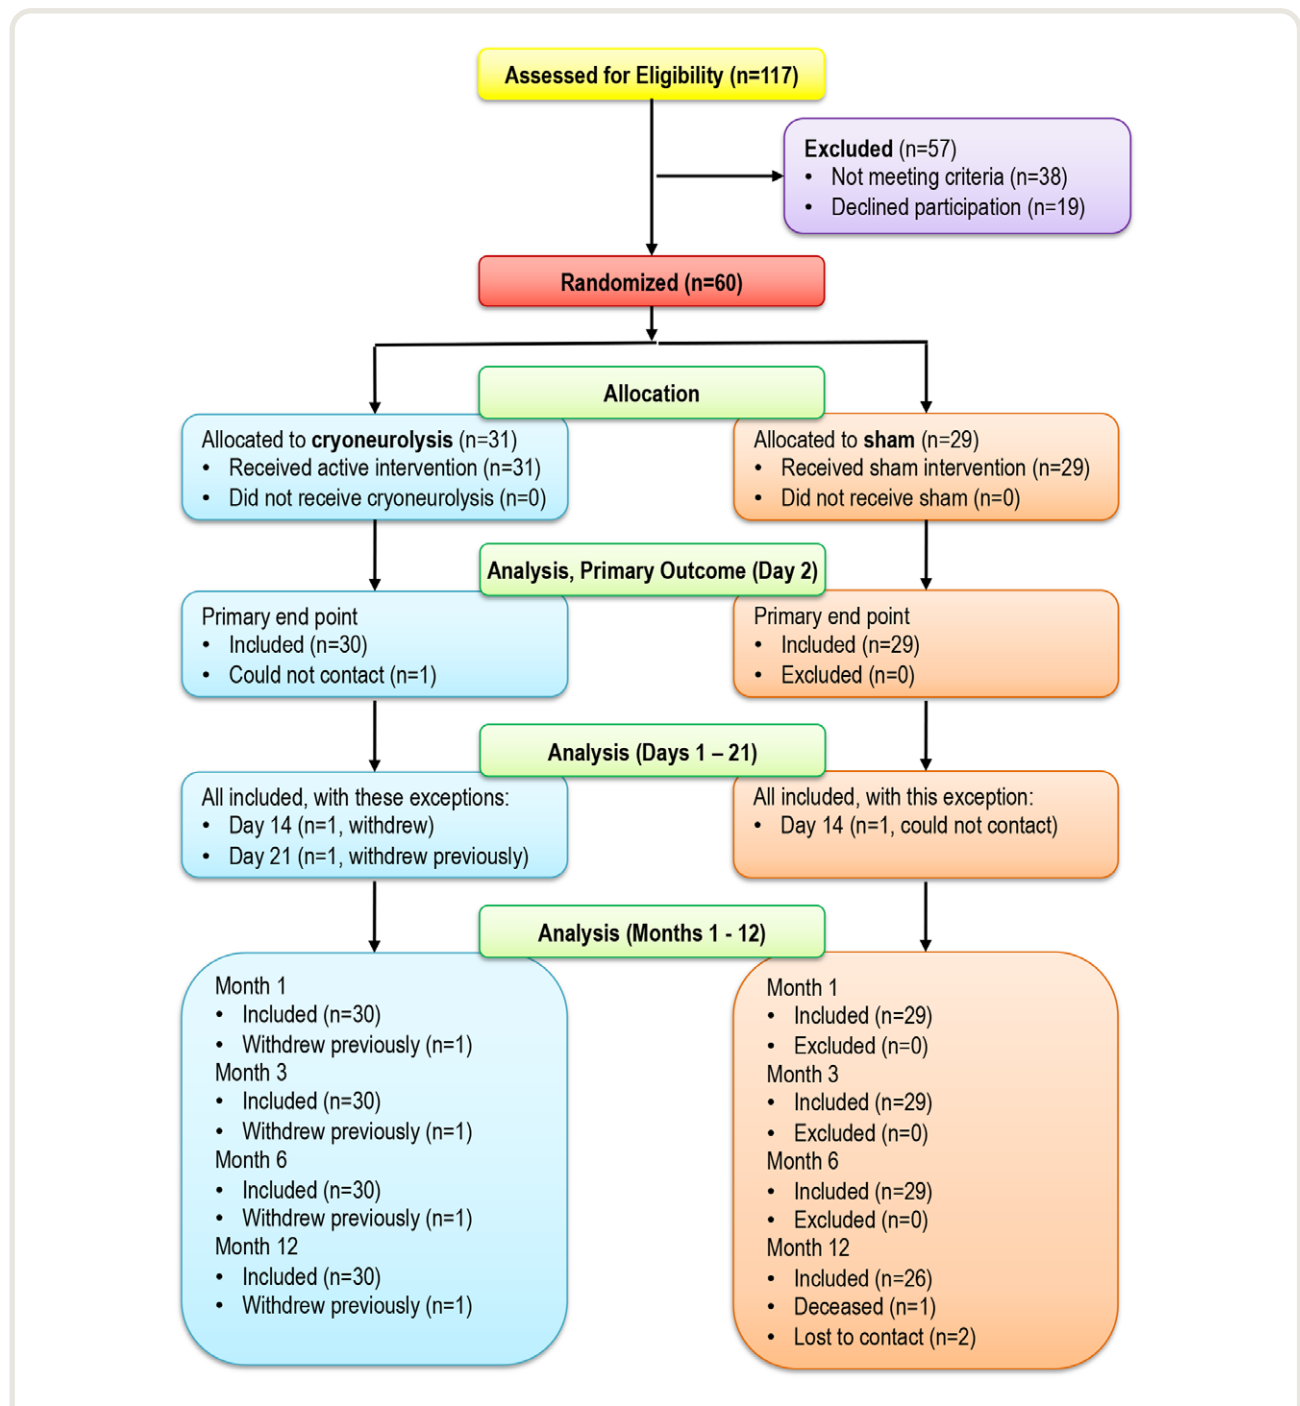 Assessed for Eligibility (n=117)
Excluded (n=57)
• Not meeting criteria (n=38)
• Declined participation (n=19)
Randomized (n=60)
Allocation
Allocated to cryoneurolysis (n=31)
• Received active intervention (n=31)
• Did not receive cryoneurolysis (n=0)
Allocated to sham (n=29)
• Received sham intervention (n=29)
• Did not receive sham (n=0)
Analysis, Primary Outcome (Day 2)
Primary end point
• Included (n=30)
• Could not contact (n=1)
Primary end point
• Included (n=29)
• Excluded (n=0)
Analysis (Days 1 – 21)
All included, with these exceptions:
• Day 14 (n=1, withdrew)
• Day 21 (n=1, withdrew previously)
All included, with this exception:
• Day 14 (n=1, could not contact)
Analysis (Months 1 - 12)
Month 1
• Included (n=30)
• Withdrew previously (n=1)
Month 3
• Included (n=30)
• Withdrew previously (n=1)
Month 6
• Included (n=30)
• Withdrew previously (n=1)
Month 12
• Included (n=30)
• Withdrew previously (n=1)
Month 1
• Included (n=29)
• Excluded (n=0)
Month 3
• Included (n=29)
• Excluded (n=0)
Month 6
• Included (n=29)
• Excluded (n=0)
Month 12
• Included (n=26)
• Deceased (n=1)
• Lost to contact (n=2)